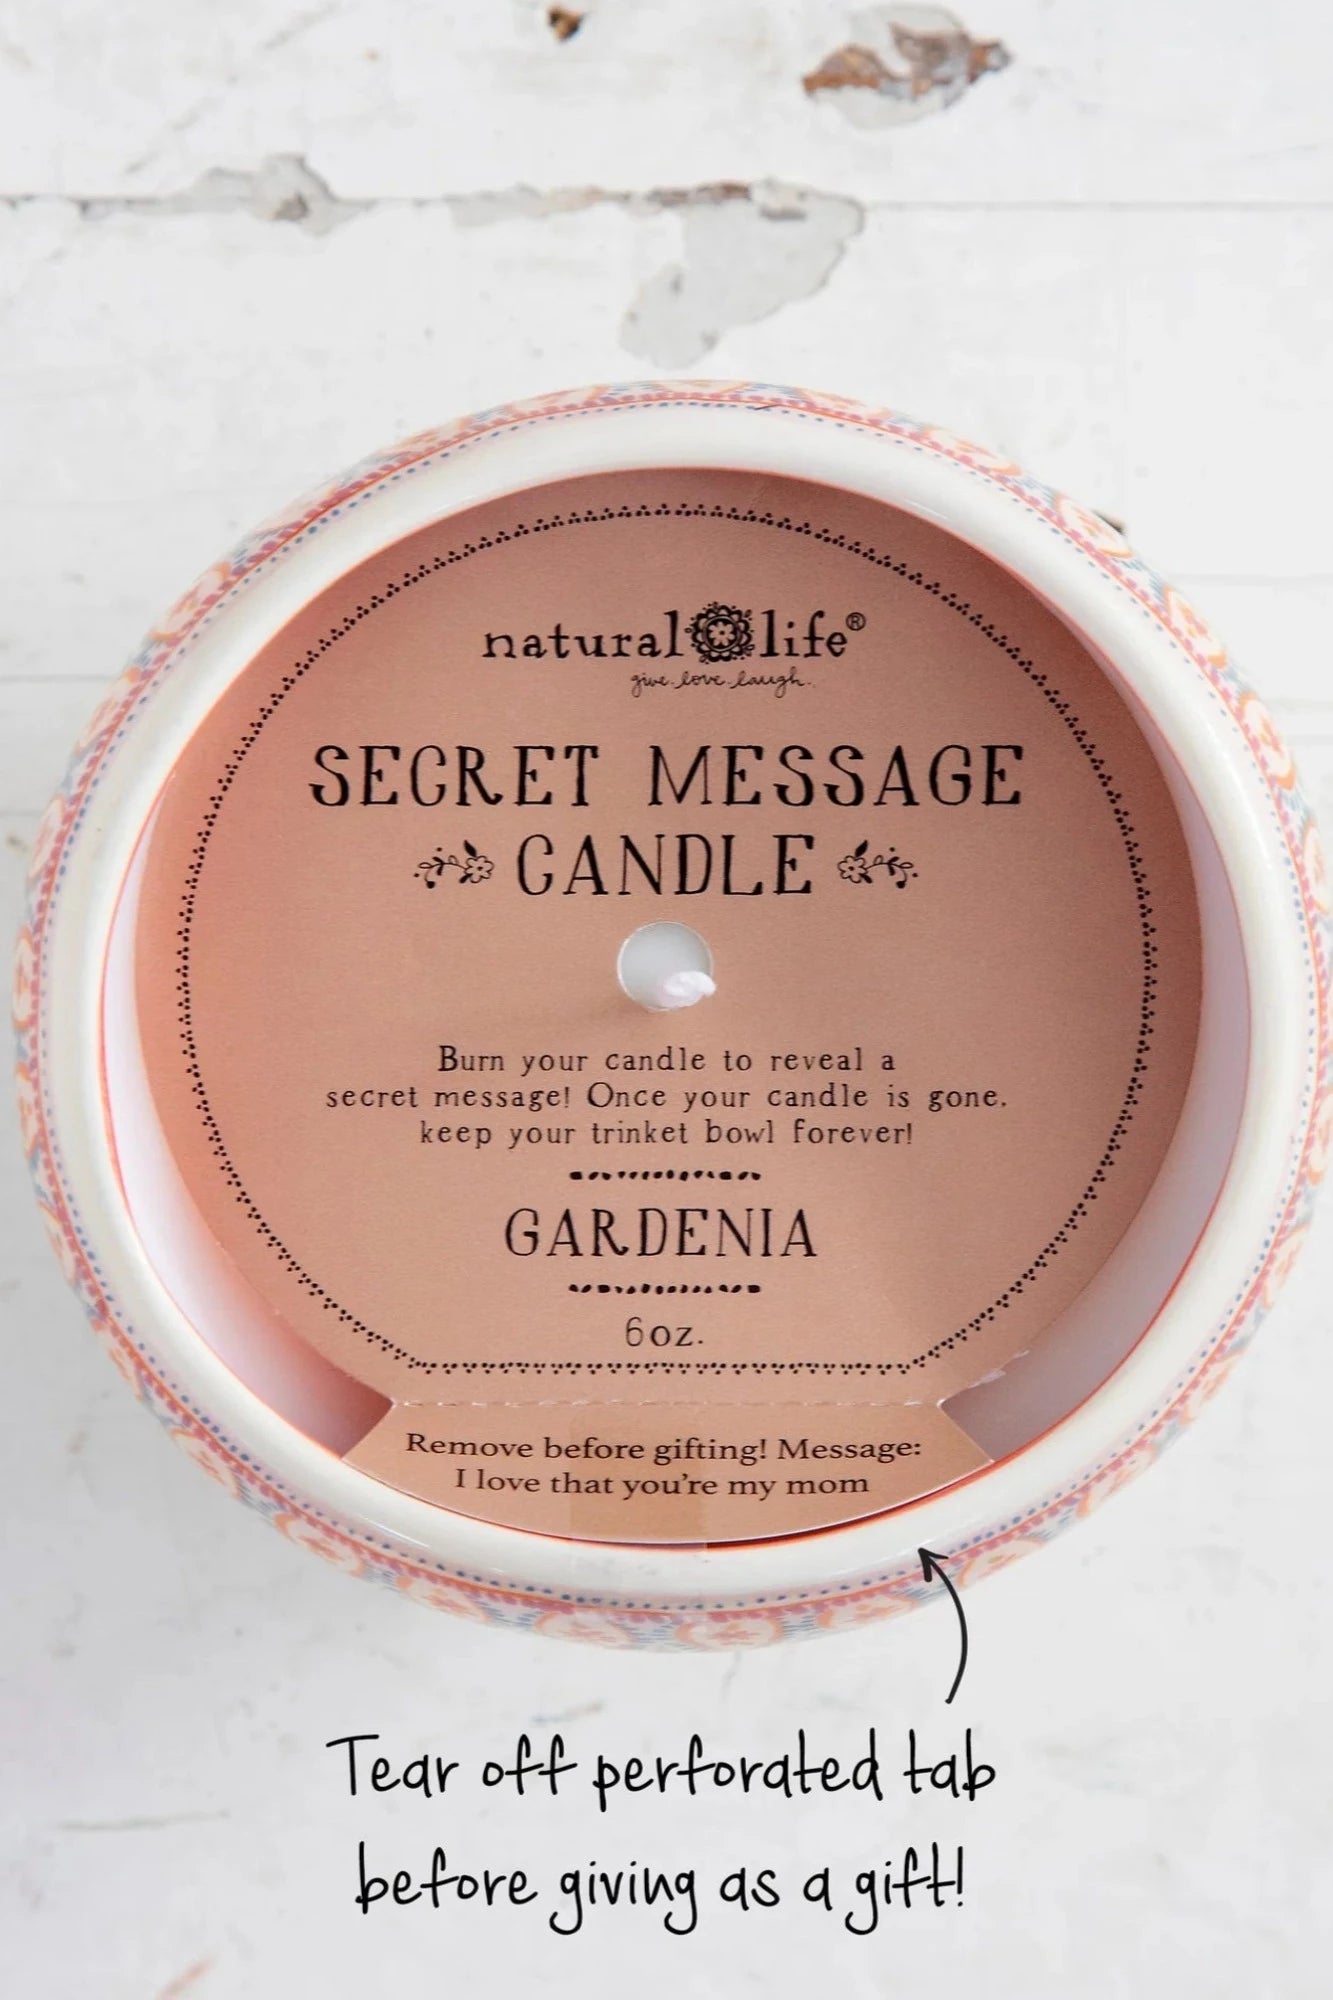 natural life®
give. love. laugh.
SECRET MESSAGE
CANDLE
Burn your candle to reveal a
secret message! Once your candle is gone,
keep your trinket bowl forever!
GARDENIA
6oz.
Remove before gifting! Message:
I love that you're my mom
Tear off perforated tab
before giving as a gift!